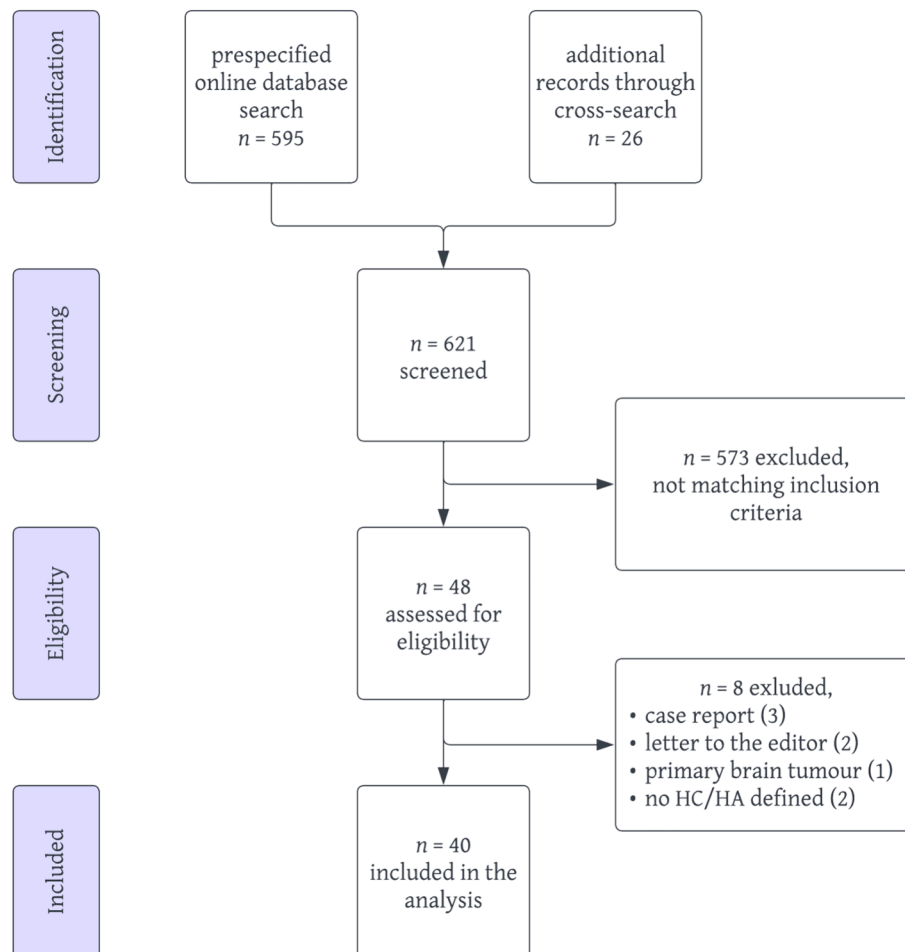 Identification
prespecified
online database
search
n = 595
additional
records through
cross-search
n = 26
Screening
n = 621
screened
n = 573 excluded,
not matching inclusion
criteria
Eligibility
n = 48
assessed for
eligibility
n = 8 exluded,
• case report (3)
• letter to the editor (2)
• primary brain tumour (1)
• no HC/HA defined (2)
Included
n = 40
included in the
analysis